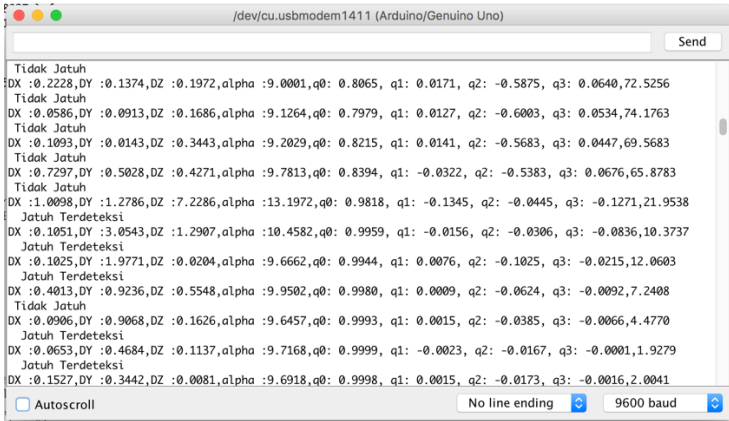 /dev/cu.usbmodem1411 (Arduino/Genuino Uno)
Send
Tidak Jatuh
DX :0.2228,DY :0.1374,DZ :0.1972,alpha :9.0001,q0: 0.8065, q1: 0.0171, q2: -0.5875, q3: 0.0640,72.5256
Tidak Jatuh
DX :0.0586,DY :0.0913,DZ :0.1686,alpha :9.1264,q0: 0.7979, q1: 0.0127, q2: -0.6003, q3: 0.0534,74.1763
Tidak Jatuh
DX :0.1093,DY :0.0143,DZ :0.3443,alpha :9.2029,q0: 0.8215, q1: 0.0141, q2: -0.5683, q3: 0.0447,69.5683
Tidak Jatuh
DX :0.7297,DY :0.5028,DZ :0.4271,alpha :9.7813,q0: 0.8394, q1: -0.0322, q2: -0.5383, q3: 0.0676,65.8783
Tidak Jatuh
DX :1.0098,DY :1.2786,DZ :7.2286,alpha :13.1972,q0: 0.9818, q1: -0.1345, q2: -0.0445, q3: -0.1271,21.9538
Jatuh Terdeteksi
DX :0.1051,DY :3.0543,DZ :1.2907,alpha :10.4582,q0: 0.9959, q1: -0.0156, q2: -0.0306, q3: -0.0836,10.3737
Jatuh Terdeteksi
DX :0.1025,DY :1.9771,DZ :0.0204,alpha :9.6662,q0: 0.9944, q1: 0.0076, q2: -0.1025, q3: -0.0215,12.0603
Jatuh Terdeteksi
DX :0.4013,DY :0.9236,DZ :0.5548,alpha :9.9502,q0: 0.9980, q1: 0.0009, q2: -0.0624, q3: -0.0092,7.2408
Tidak Jatuh
DX :0.0906,DY :0.9068,DZ :0.1626,alpha :9.6457,q0: 0.9993, q1: 0.0015, q2: -0.0385, q3: -0.0066,4.4770
Jatuh Terdeteksi
DX :0.0653,DY :0.4684,DZ :0.1137,alpha :9.7168,q0: 0.9999, q1: -0.0023, q2: -0.0167, q3: -0.0001,1.9279
Jatuh Terdeteksi
DX :0.1527,DY :0.3442,DZ :0.0081,alpha :9.6918,q0: 0.9998, q1: 0.0015, q2: -0.0173, q3: -0.0016,2.0041
Autoscroll
No line ending
9600 baud